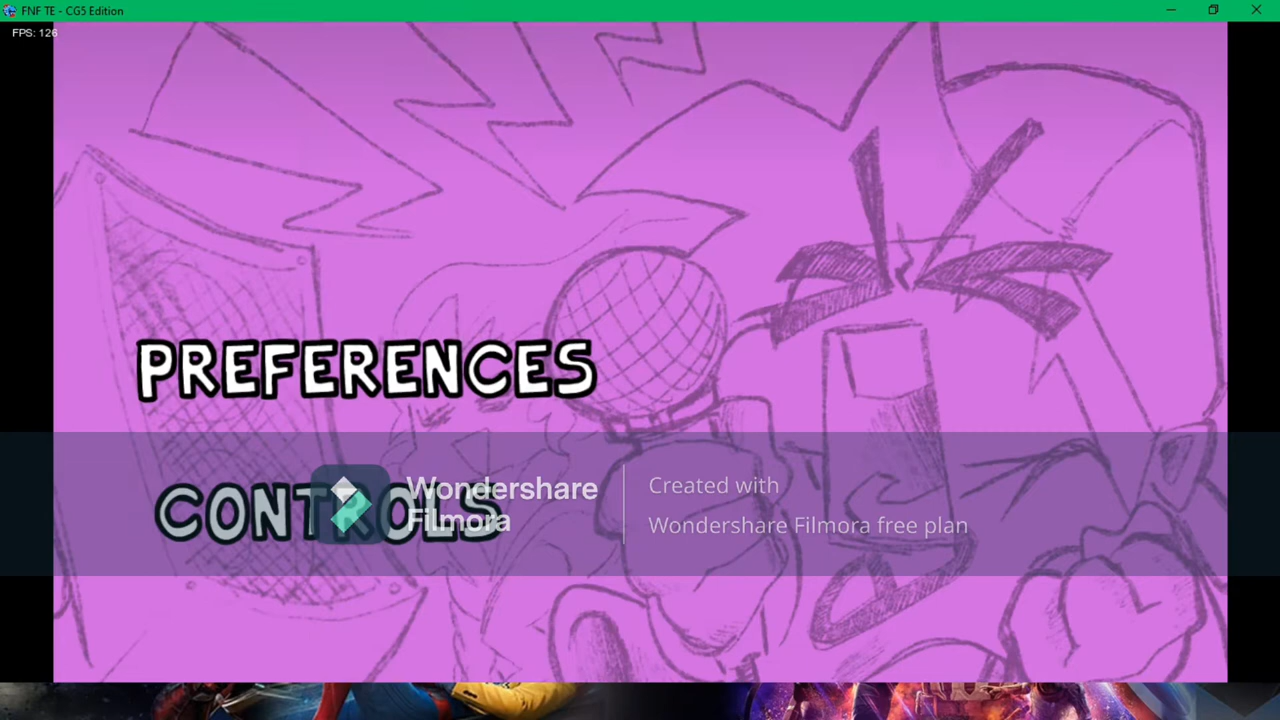 FNF TE - CG5 Edition
FPS: 126
PREFERENCES
CONTROLS
Wondershare
Filmora
Created with
Wondershare Filmora free plan